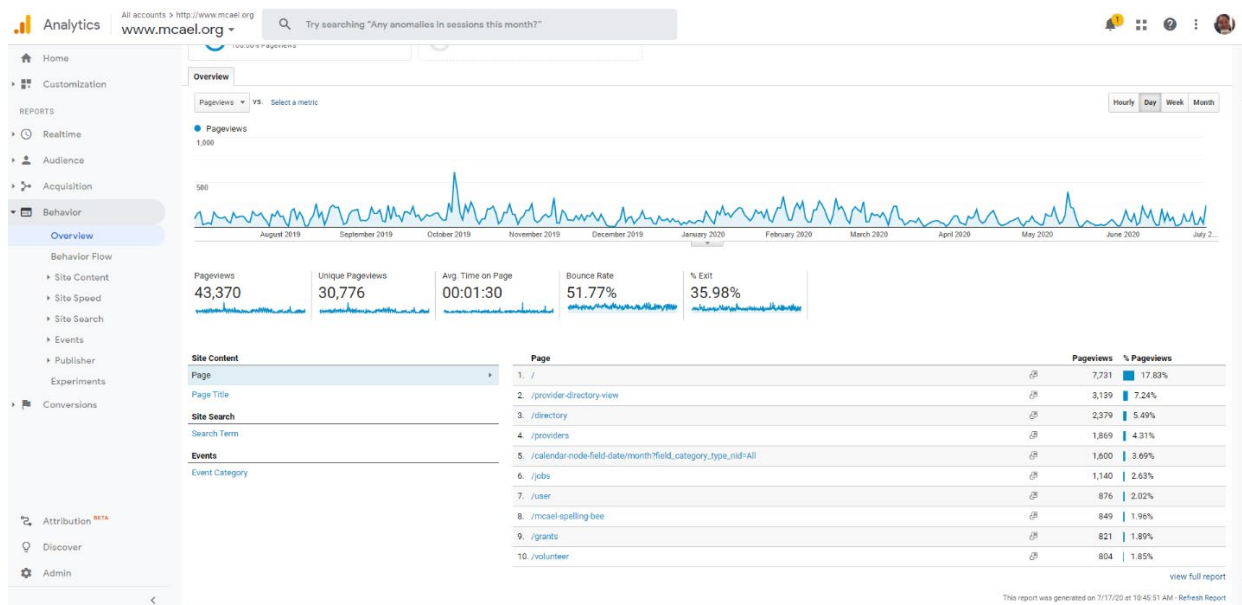 Analytics
All accounts > http://www.mcael.org
www.mcael.org
Try searching "Any anomalies in sessions this month?"
1
Home
Customization
REPORTS
Realtime
Audience
Acquisition
Behavior
Overview
Behavior Flow
Site Content
Site Speed
Site Search
Events
Publisher
Experiments
Conversions
Attribution BETA
Discover
Admin
100.00% Pageviews
Overview
Pageviews VS. Select a metric
Hourly Day Week Month
Pageviews
1,000
500
August 2019 September 2019 October 2019 November 2019 December 2019 January 2020 February 2020 March 2020 April 2020 May 2020 June 2020 July 2...
Pageviews
43,370
Unique Pageviews
30,776
Avg. Time on Page
00:01:30
Bounce Rate
51.77%
% Exit
35.98%
Site Content
Page
Page Title
Site Search
Search Term
Events
Event Category
Page Pageviews % Pageviews
1. / 7,731 17.83%
2. /provider-directory-view 3,139 7.24%
3. /directory 2,379 5.49%
4. /providers 1,869 4.31%
5. /calendar-node-field-date/month?field_category_type_nid=All 1,600 3.69%
6. /jobs 1,140 2.63%
7. /user 876 2.02%
8. /mcael-spelling-bee 849 1.96%
9. /grants 821 1.89%
10. /volunteer 804 1.85%
view full report
This report was generated on 7/17/20 at 10:45:51 AM - Refresh Report